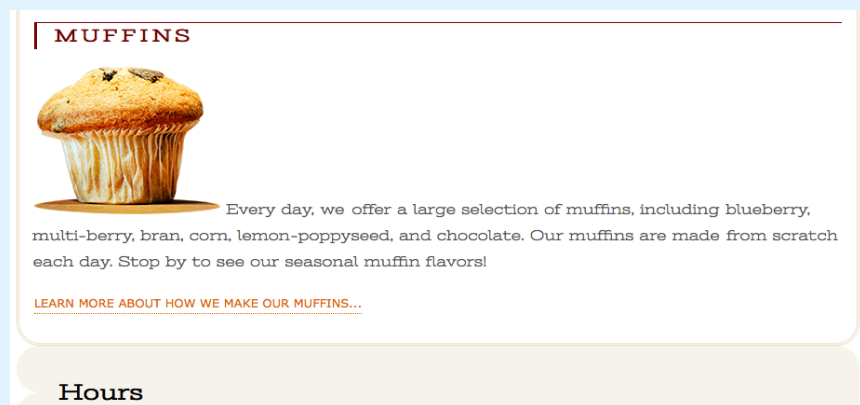 MUFFINS
Every day, we offer a large selection of muffins, including blueberry,
multi-berry, bran, corn, lemon-poppyseed, and chocolate. Our muffins are made from scratch
each day. Stop by to see our seasonal muffin flavors!
LEARN MORE ABOUT HOW WE MAKE OUR MUFFINS...
Hours